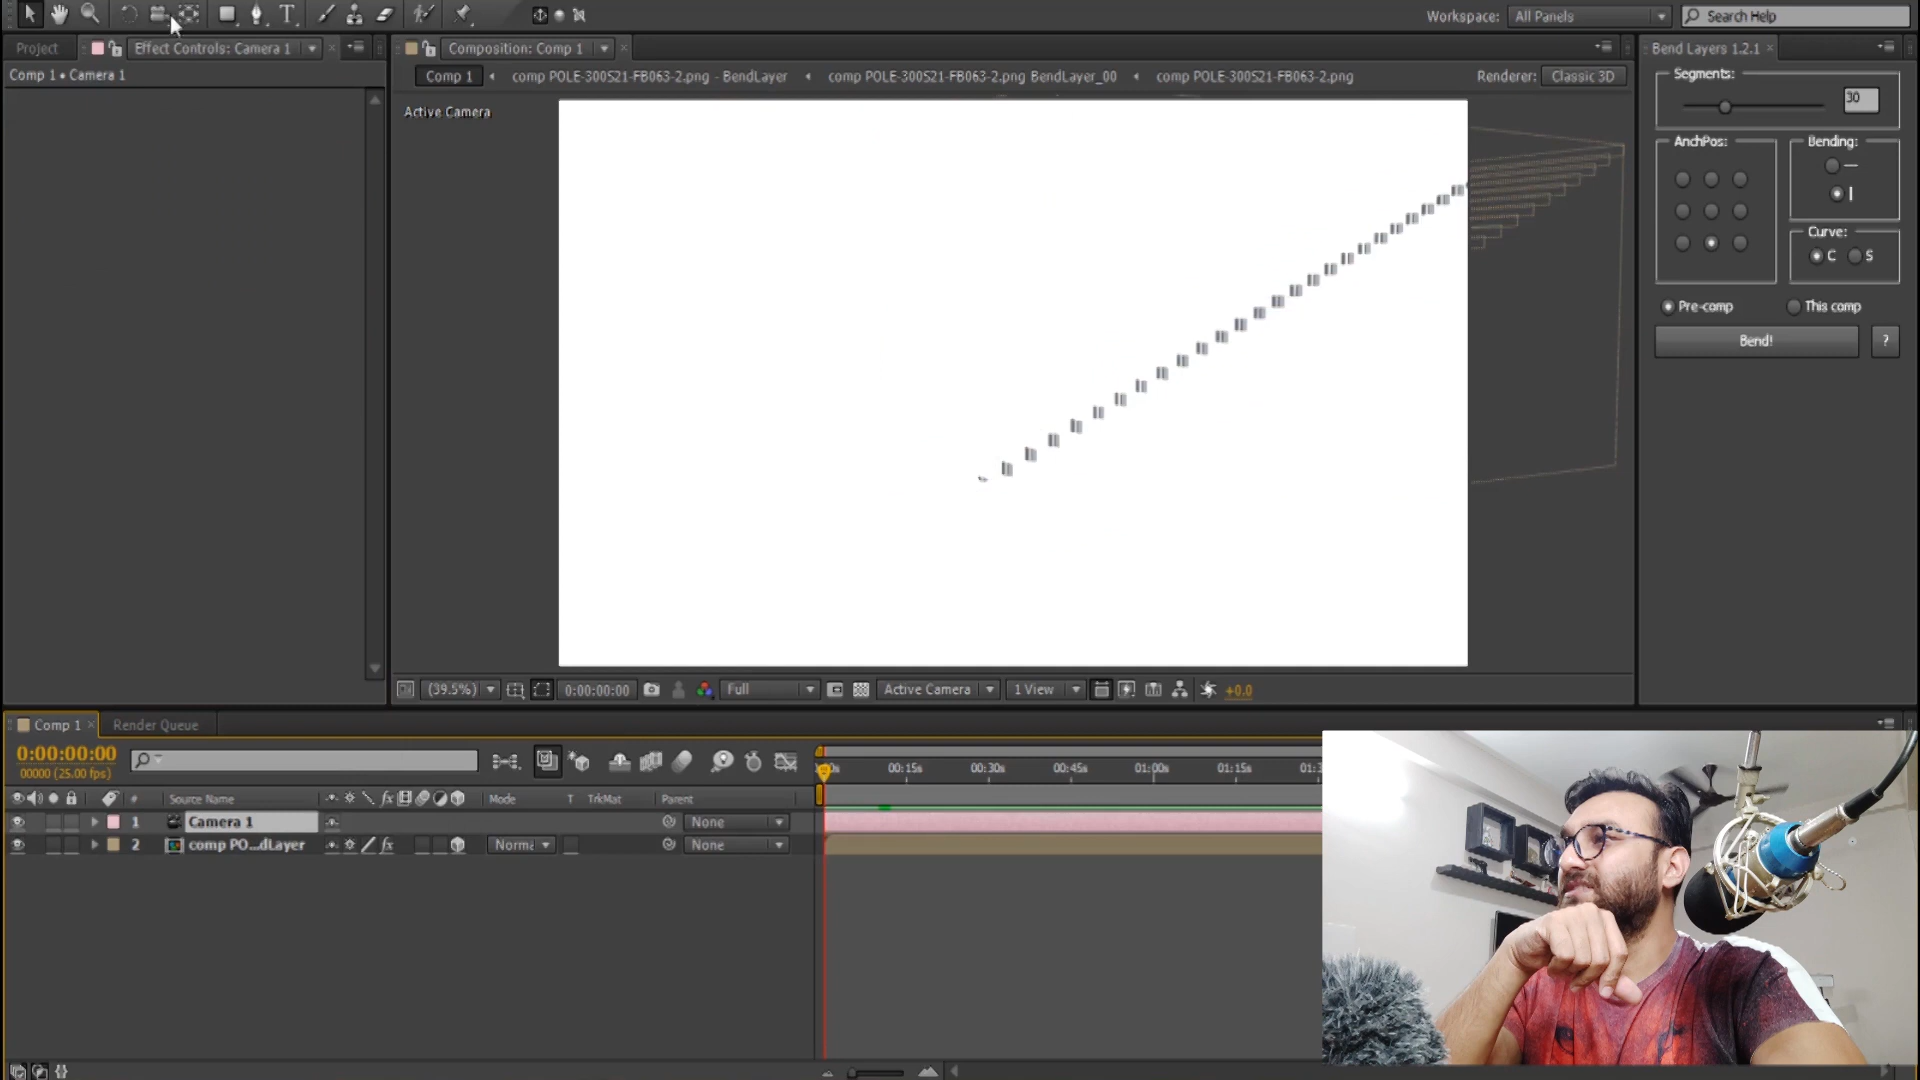 Workspace: All Panels Search Help
Project Effect Controls: Camera 1 Composition: Comp 1 Bend Layers 1.2.1
Comp 1 • Camera 1
Comp 1 comp POLE-300S21-FB063-2.png - BendLayer comp POLE-300S21-FB063-2.png BendLayer_00 comp POLE-300S21-FB063-2.png Renderer: Classic 3D
Active Camera
Segments:
30
AnchPos:
Bending:
Curve:
C S
Pre-comp This comp
Bend! ?
(39.5%) 0:00:00:00 Full Active Camera 1 View +0.0
Comp 1 Render Queue
0:00:00:00
00000 (25.00 fps)
00:15s 00:30s 00:45s 01:00s 01:15s
# Source Name Mode T TrkMat Parent
1 Camera 1 None
2 comp PO...dLayer Norma None